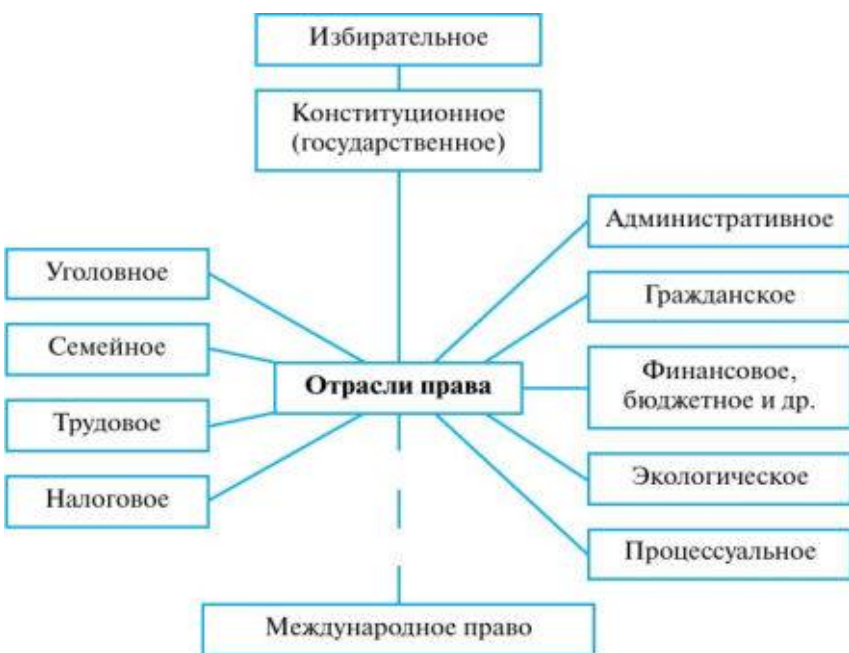 Избирательное
Конституционное
(государственное)
Административное
Уголовное
Гражданское
Семейное
Отрасли права
Финансовое,
бюджетное и др.
Трудовое
Экологическое
Налоговое
Процессуальное
Международное право